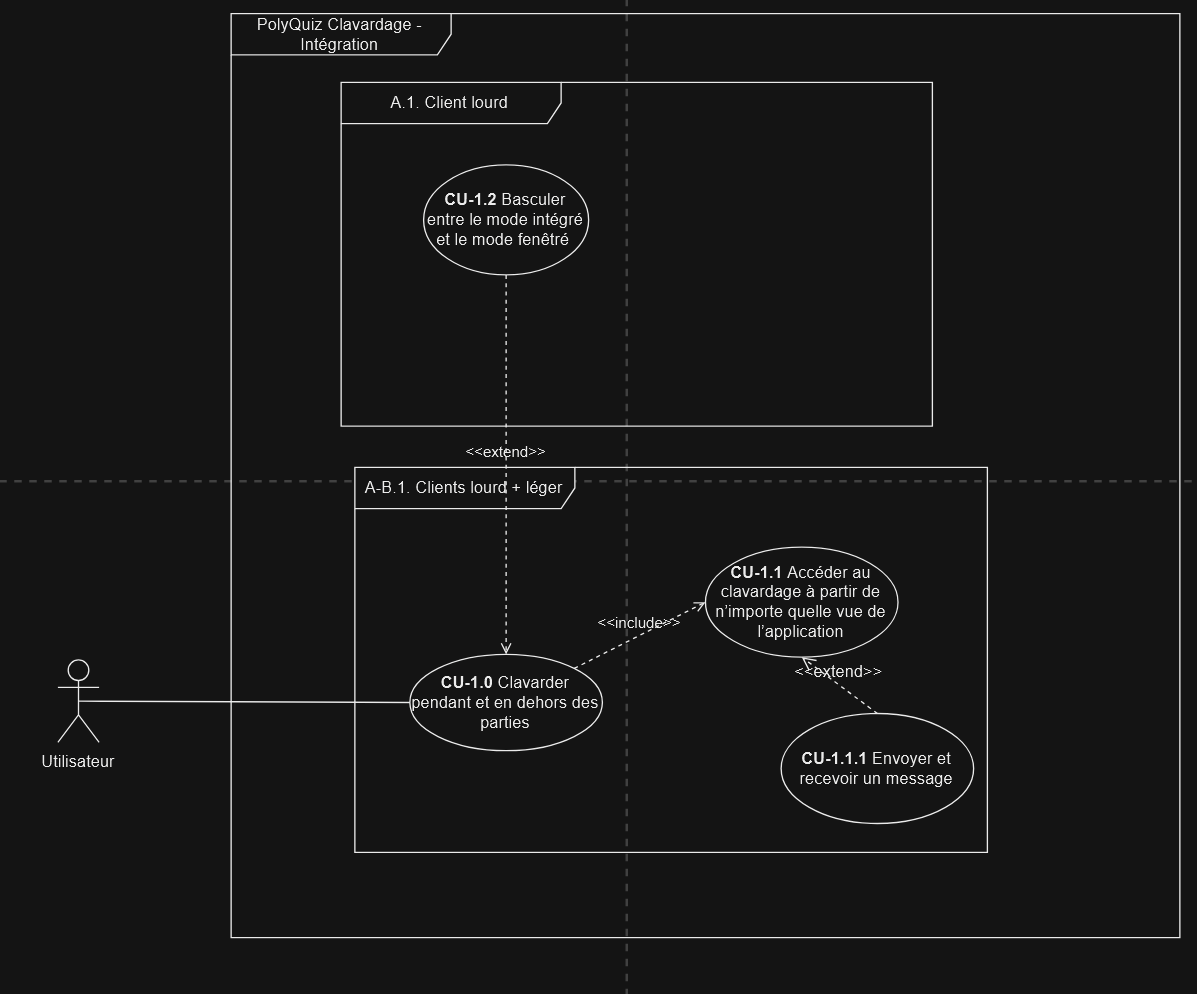 PolyQuiz Clavardage -
Intégration
A.1. Client lourd
CU-1.2 Basculer
entre le mode intégré
et le mode fenêtré
<<extend>>
A-B.1. Clients lourd + léger
CU-1.1 Accéder au
clavardage à partir de
n’importe quelle vue de
l’application
<<include>>
<<extend>>
CU-1.0 Clavarder
pendant et en dehors des
parties
CU-1.1.1 Envoyer et
recevoir un message
Utilisateur